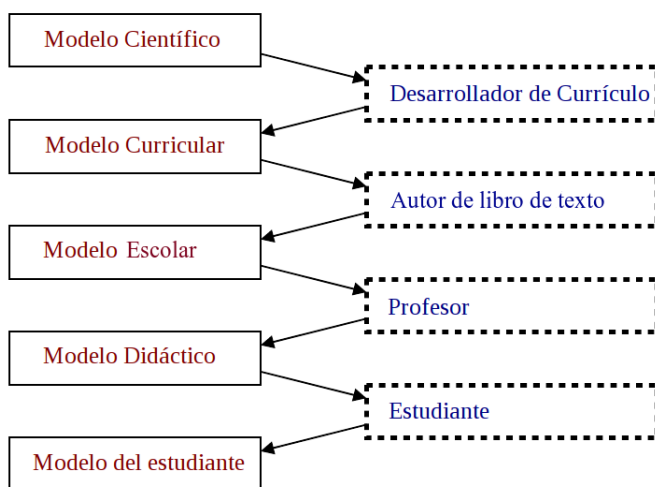 Modelo Científico
Desarrollador de Currículo
Modelo Curricular
Autor de libro de texto
Modelo Escolar
Profesor
Modelo Didáctico
Estudiante
Modelo del estudiante